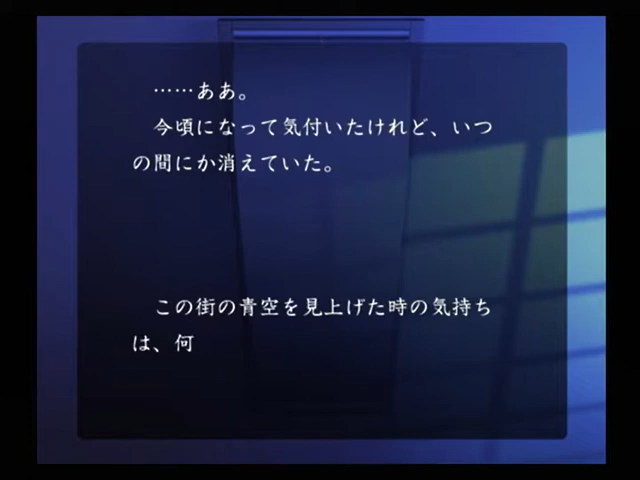 ……ああ。
今頃になって気付いたけれど、いつ
の間にか消えていた。
この街の青空を見上げた時の気持ち
は、何